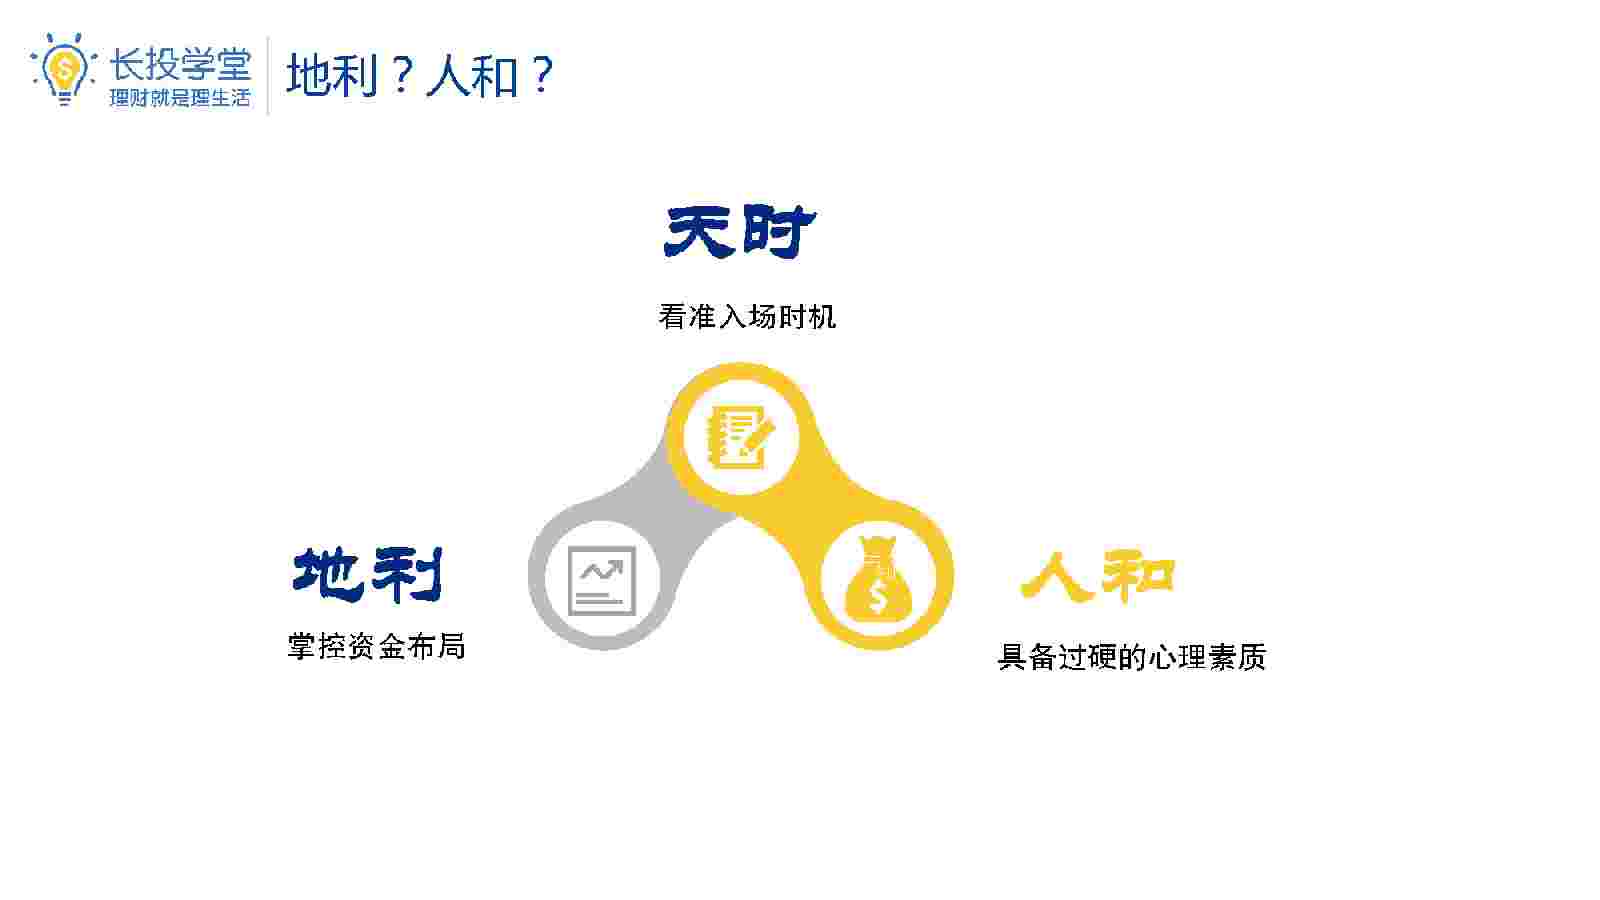 长投学堂
理财就是理生活
地利？人和？
天时
看准入场时机
地利
掌控资金布局
人和
具备过硬的心理素质